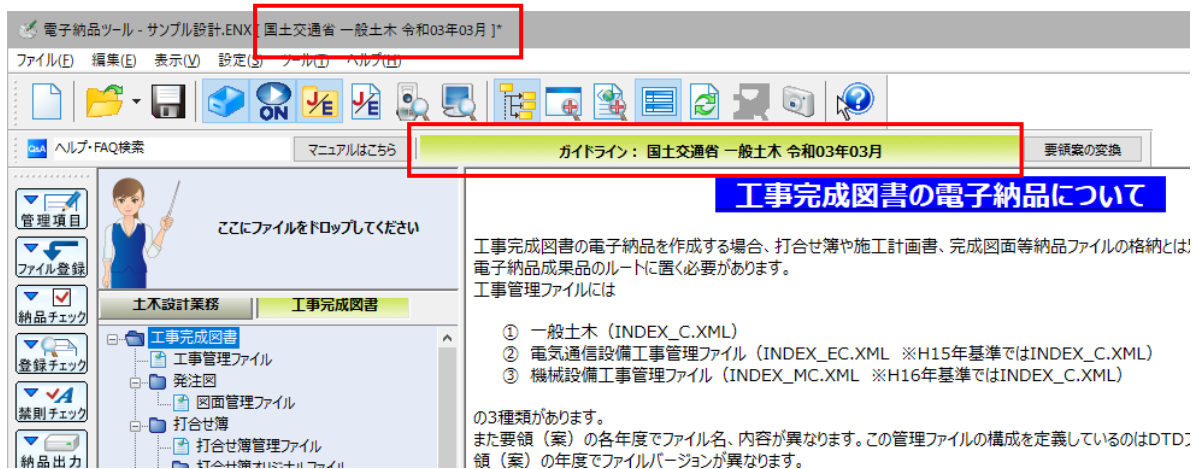 電子納品ツール - サンプル設計.ENX [ 国土交通省 一般土木 令和03年03月 ]*
ファイル(F) 編集(E) 表示(V) 設定(S) ツール(T) ヘルプ(H)
ON J/E J/E
Q&A ヘルプ・FAQ検索 マニュアルはこちら ガイドライン： 国土交通省 一般土木 令和03年03月 要領案の変換
管理項目
ファイル登録
納品チェック
登録チェック
禁則チェック
納品出力
ここにファイルをドロップしてください
土木設計業務 工事完成図書
工事完成図書
工事管理ファイル
発注図
図面管理ファイル
打合せ簿
打合せ簿管理ファイル
打合せ簿オリジナルファイル
工事完成図書の電子納品について
工事完成図書の電子納品を作成する場合、打合せ簿や施工計画書、完成図面等納品ファイルの格納とは
電子納品成果品のルートに置く必要があります。
工事管理ファイルには
① 一般土木（INDEX_C.XML）
② 電気通信設備工事管理ファイル（INDEX_EC.XML ※H15年基準ではINDEX_C.XML）
③ 機械設備工事管理ファイル（INDEX_MC.XML ※H16年基準ではINDEX_C.XML）
の3種類があります。
また要領（案）の各年度でファイル名、内容が異なります。この管理ファイルの構成を定義しているのはDTDフ
領（案）の年度でファイルバージョンが異なります。